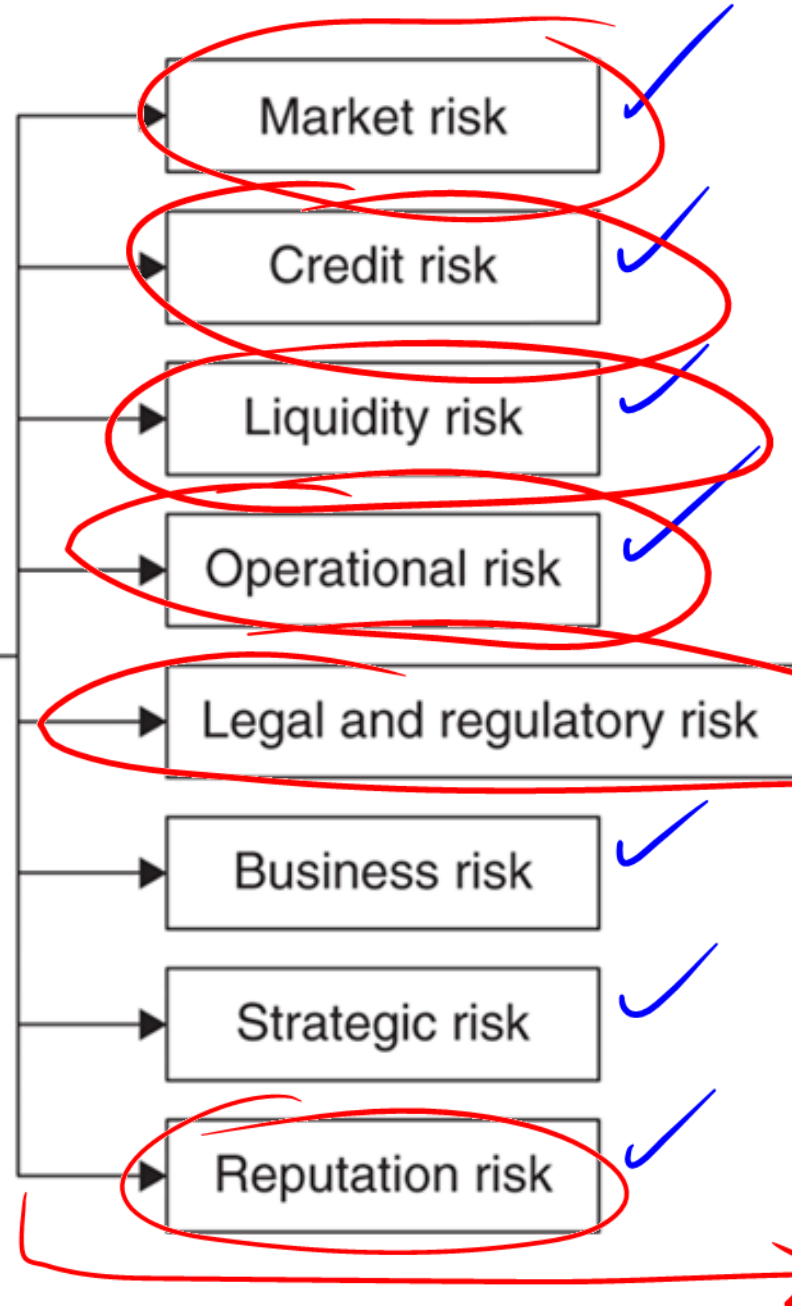 Market risk
Credit risk
Liquidity risk
Operational risk
Legal and regulatory risk
Business risk
Strategic risk
Reputation risk